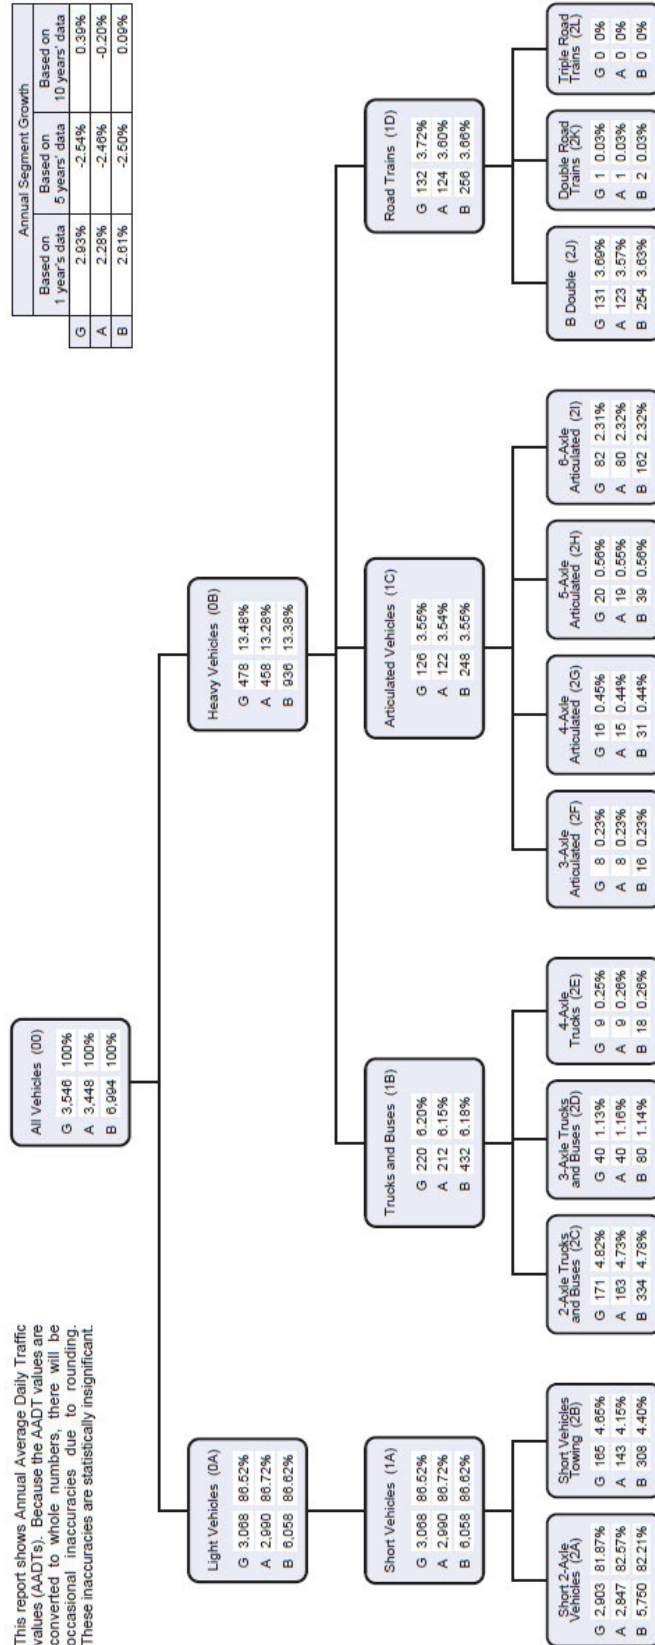 This report shows Annual Average Daily Traffic
values (AADTs). Because the AADT values are
converted to whole numbers, there will be
occasional inaccuracies due to rounding.
These inaccuracies are statistically insignificant.
Annual Segment Growth
Based on 1 year's data Based on 5 years' data Based on 10 years' data
G 2.93% -2.54% 0.39%
A 2.28% -2.46% -0.20%
B 2.61% -2.50% 0.09%
All Vehicles (00)
G 3,546 100%
A 3,448 100%
B 6,994 100%
Light Vehicles (0A)
G 3,068 86.52%
A 2,990 86.72%
B 6,058 86.62%
Heavy Vehicles (0B)
G 478 13.48%
A 458 13.28%
B 936 13.38%
Short Vehicles (1A)
G 3,068 86.52%
A 2,990 86.72%
B 6,058 86.62%
Trucks and Buses (1B)
G 220 6.20%
A 212 6.15%
B 432 6.18%
Articulated Vehicles (1C)
G 126 3.55%
A 122 3.54%
B 248 3.55%
Road Trains (1D)
G 132 3.72%
A 124 3.60%
B 256 3.66%
Short 2-Axle
Vehicles (2A)
G 2,903 81.87%
A 2,847 82.57%
B 5,750 82.21%
Short Vehicles
Towing (2B)
G 165 4.65%
A 143 4.15%
B 308 4.40%
2-Axle Trucks
and Buses (2C)
G 171 4.82%
A 163 4.73%
B 334 4.78%
3-Axle Trucks
and Buses (2D)
G 40 1.13%
A 40 1.16%
B 80 1.14%
4-Axle
Trucks (2E)
G 9 0.25%
A 9 0.26%
B 18 0.26%
3-Axle
Articulated (2F)
G 8 0.23%
A 8 0.23%
B 16 0.23%
4-Axle
Articulated (2G)
G 16 0.45%
A 15 0.44%
B 31 0.44%
5-Axle
Articulated (2H)
G 20 0.56%
A 19 0.55%
B 39 0.56%
6-Axle
Articulated (2I)
G 82 2.31%
A 80 2.32%
B 162 2.32%
B Double (2J)
G 131 3.69%
A 123 3.57%
B 254 3.63%
Double Road
Trains (2K)
G 1 0.03%
A 1 0.03%
B 2 0.03%
Triple Road
Trains (2L)
G 0 0%
A 0 0%
B 0 0%